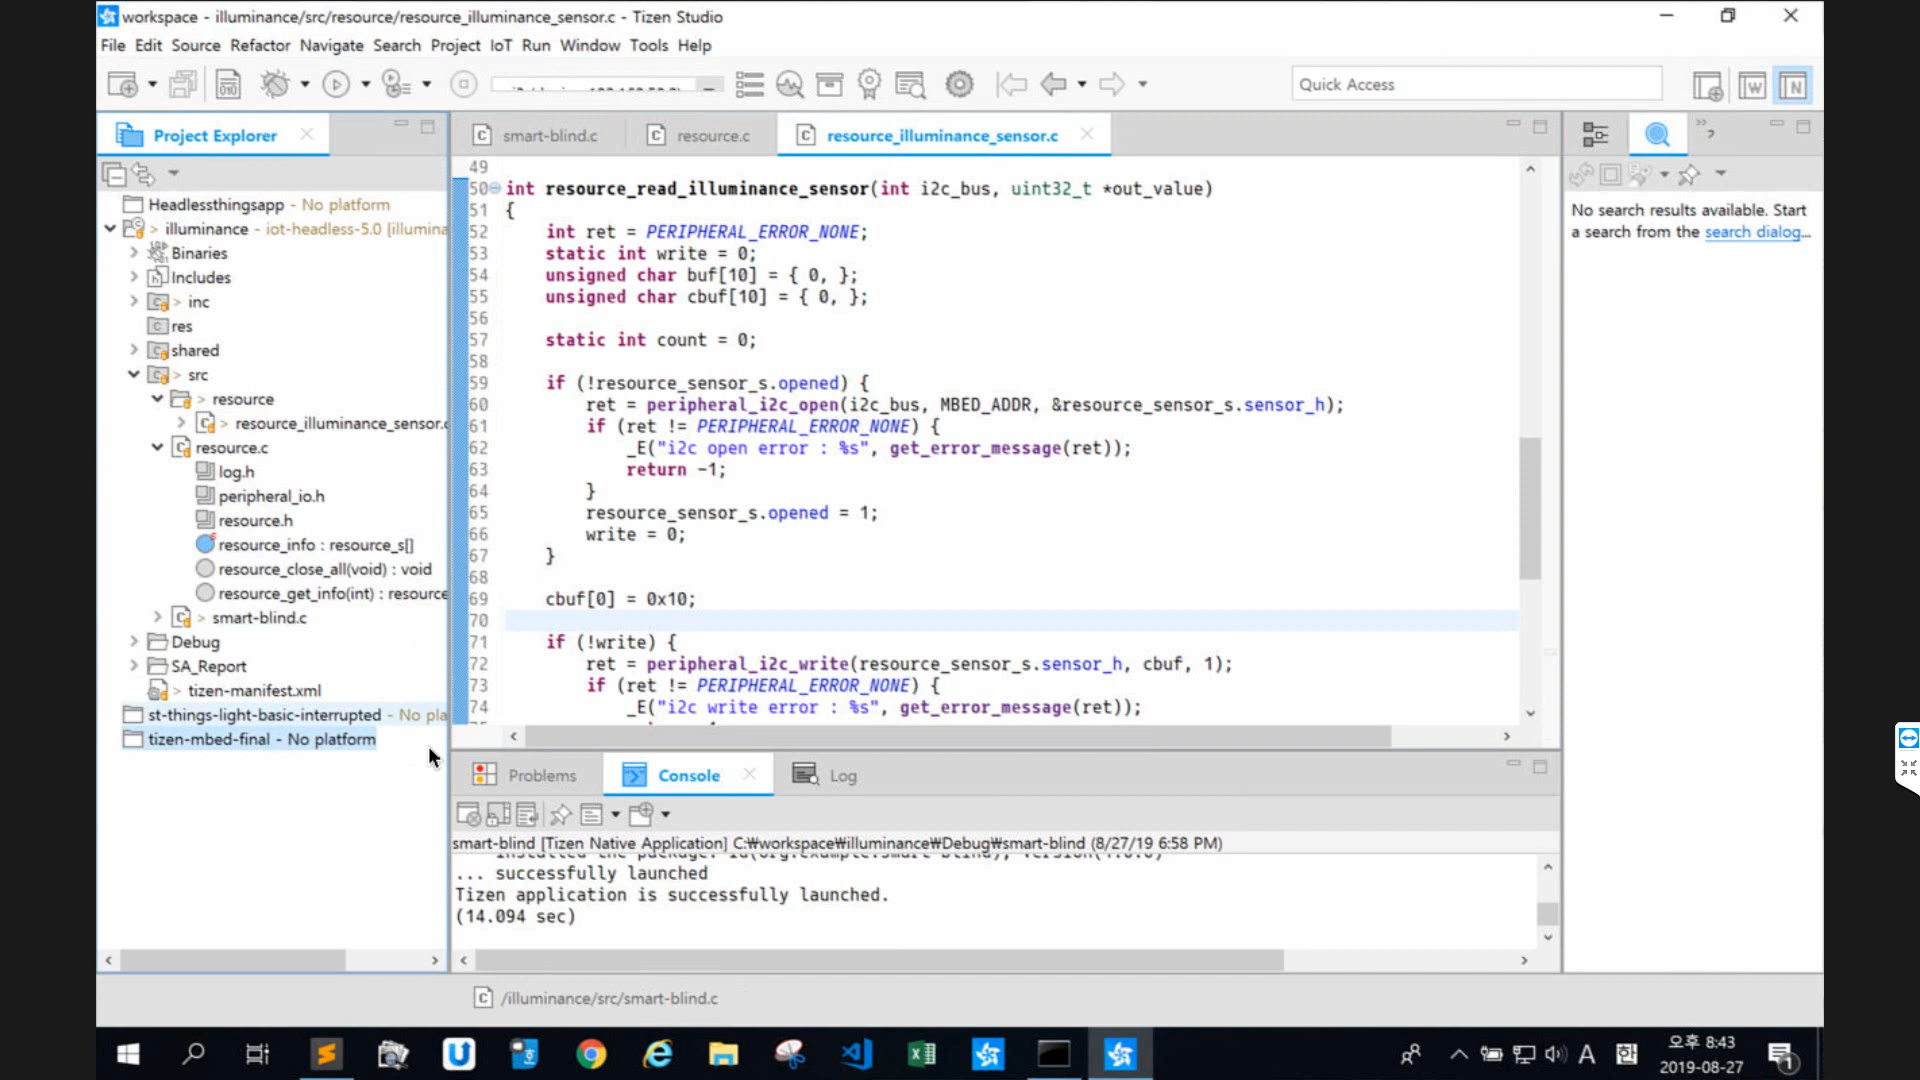 workspace - illuminance/src/resource/resource_illuminance_sensor.c - Tizen Studio
File Edit Source Refactor Navigate Search Project IoT Run Window Tools Help
Quick Access
Project Explorer
smart-blind.c
resource.c
resource_illuminance_sensor.c
Headlessthingsapp - No platform
> illuminance - iot-headless-5.0 [illumina
Binaries
Includes
> inc
res
shared
> src
> resource
> resource_illuminance_sensor.c
resource.c
log.h
peripheral_io.h
resource.h
resource_info : resource_s[]
resource_close_all(void) : void
resource_get_info(int) : resource
> smart-blind.c
Debug
SA_Report
> tizen-manifest.xml
st-things-light-basic-interrupted - No pla
tizen-mbed-final - No platform
49
50 int resource_read_illuminance_sensor(int i2c_bus, uint32_t *out_value)
51 {
52 int ret = PERIPHERAL_ERROR_NONE;
53 static int write = 0;
54 unsigned char buf[10] = { 0, };
55 unsigned char cbuf[10] = { 0, };
56
57 static int count = 0;
58
59 if (!resource_sensor_s.opened) {
60 ret = peripheral_i2c_open(i2c_bus, MBED_ADDR, &resource_sensor_s.sensor_h);
61 if (ret != PERIPHERAL_ERROR_NONE) {
62 _E("i2c open error : %s", get_error_message(ret));
63 return -1;
64 }
65 resource_sensor_s.opened = 1;
66 write = 0;
67 }
68
69 cbuf[0] = 0x10;
70
71 if (!write) {
72 ret = peripheral_i2c_write(resource_sensor_s.sensor_h, cbuf, 1);
73 if (ret != PERIPHERAL_ERROR_NONE) {
74 _E("i2c write error : %s", get_error_message(ret));
No search results available. Start
a search from the search dialog...
Problems
Console
Log
smart-blind [Tizen Native Application] C:₩workspace₩illuminance₩Debug₩smart-blind (8/27/19 6:58 PM)
... successfully launched
Tizen application is successfully launched.
(14.094 sec)
/illuminance/src/smart-blind.c
A 한
오후 8:43
2019-08-27
1